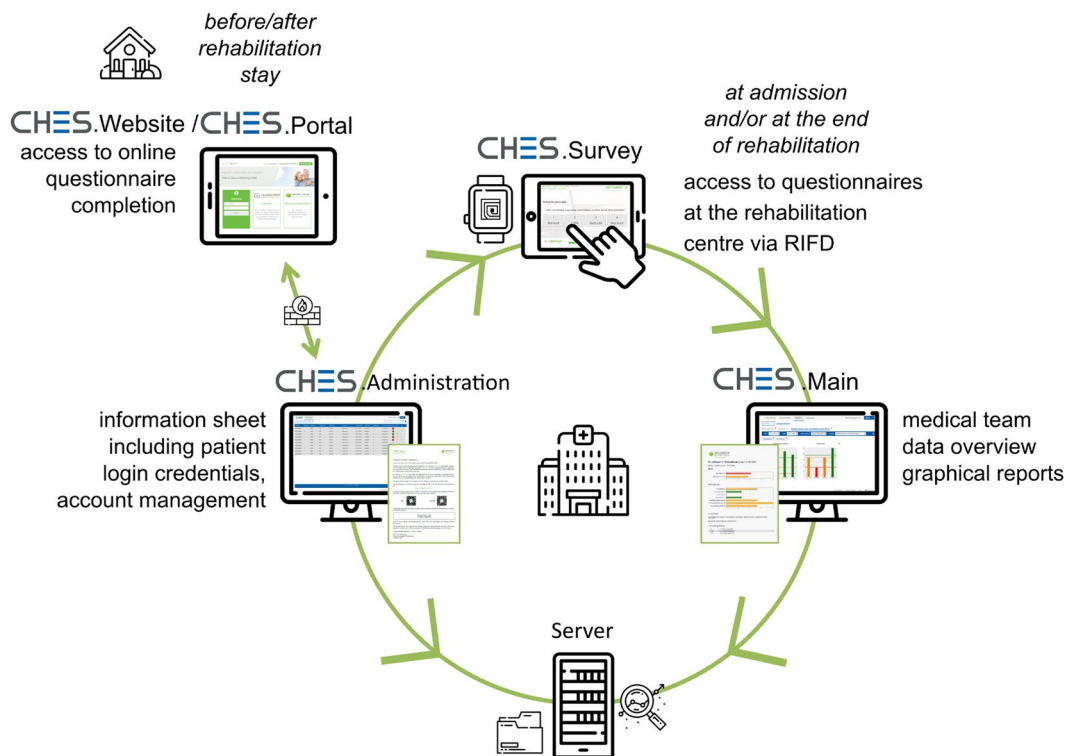 before/after
rehabilitation
stay
CHES.Website / CHES.Portal
access to online
questionnaire
completion
CHES.Survey
at admission
and/or at the end
of rehabilitation
access to questionnaires
at the rehabilitation
centre via RIFD
CHES.Administration
information sheet
including patient
login credentials,
account management
CHES.Main
medical team
data overview
graphical reports
Server